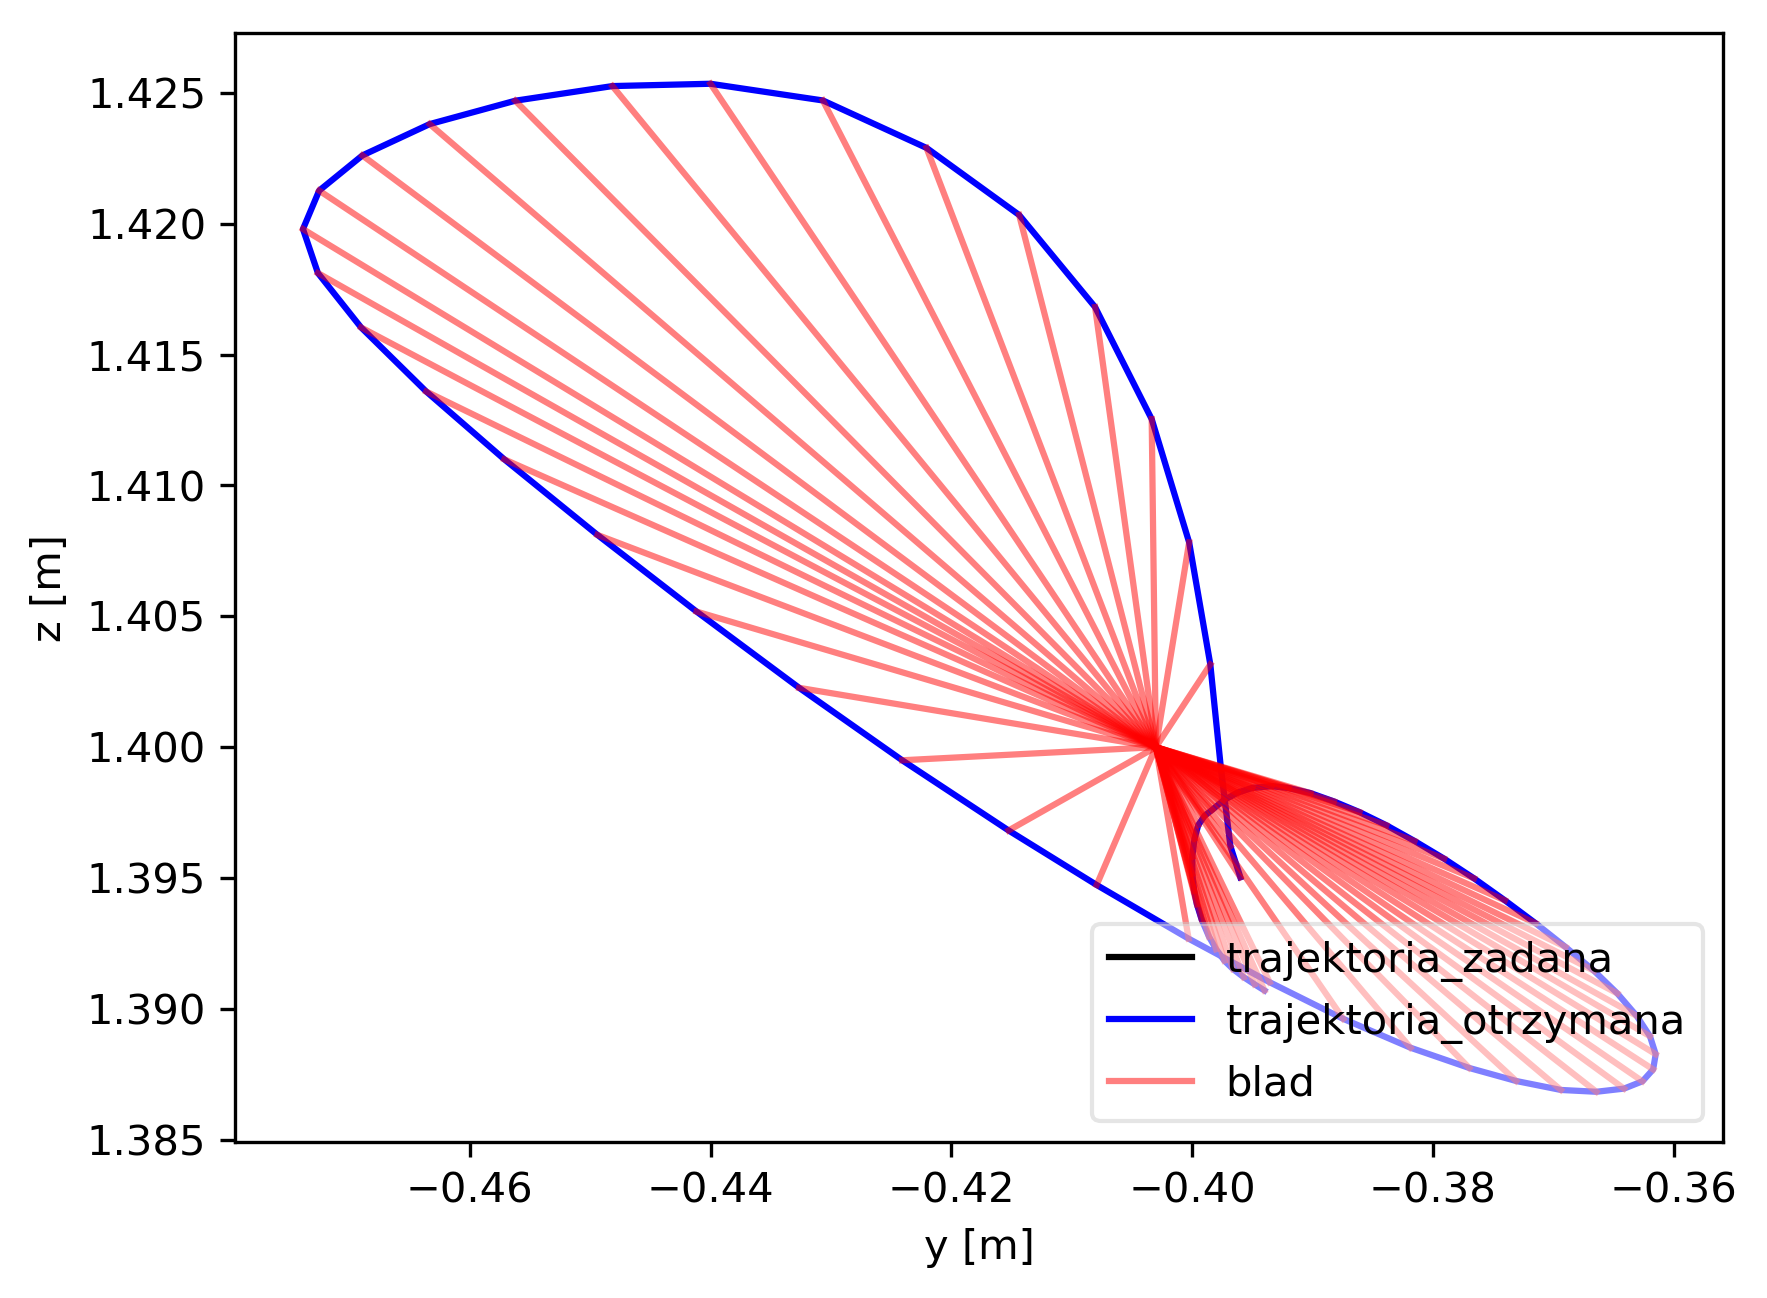 1.425
1.420
1.415
1.410
1.405
1.400
1.395
1.390
1.385
z [m]
trajektoria_zadana
trajektoria_otrzymana
blad
−0.46 −0.44 −0.42 −0.40 −0.38 −0.36
y [m]